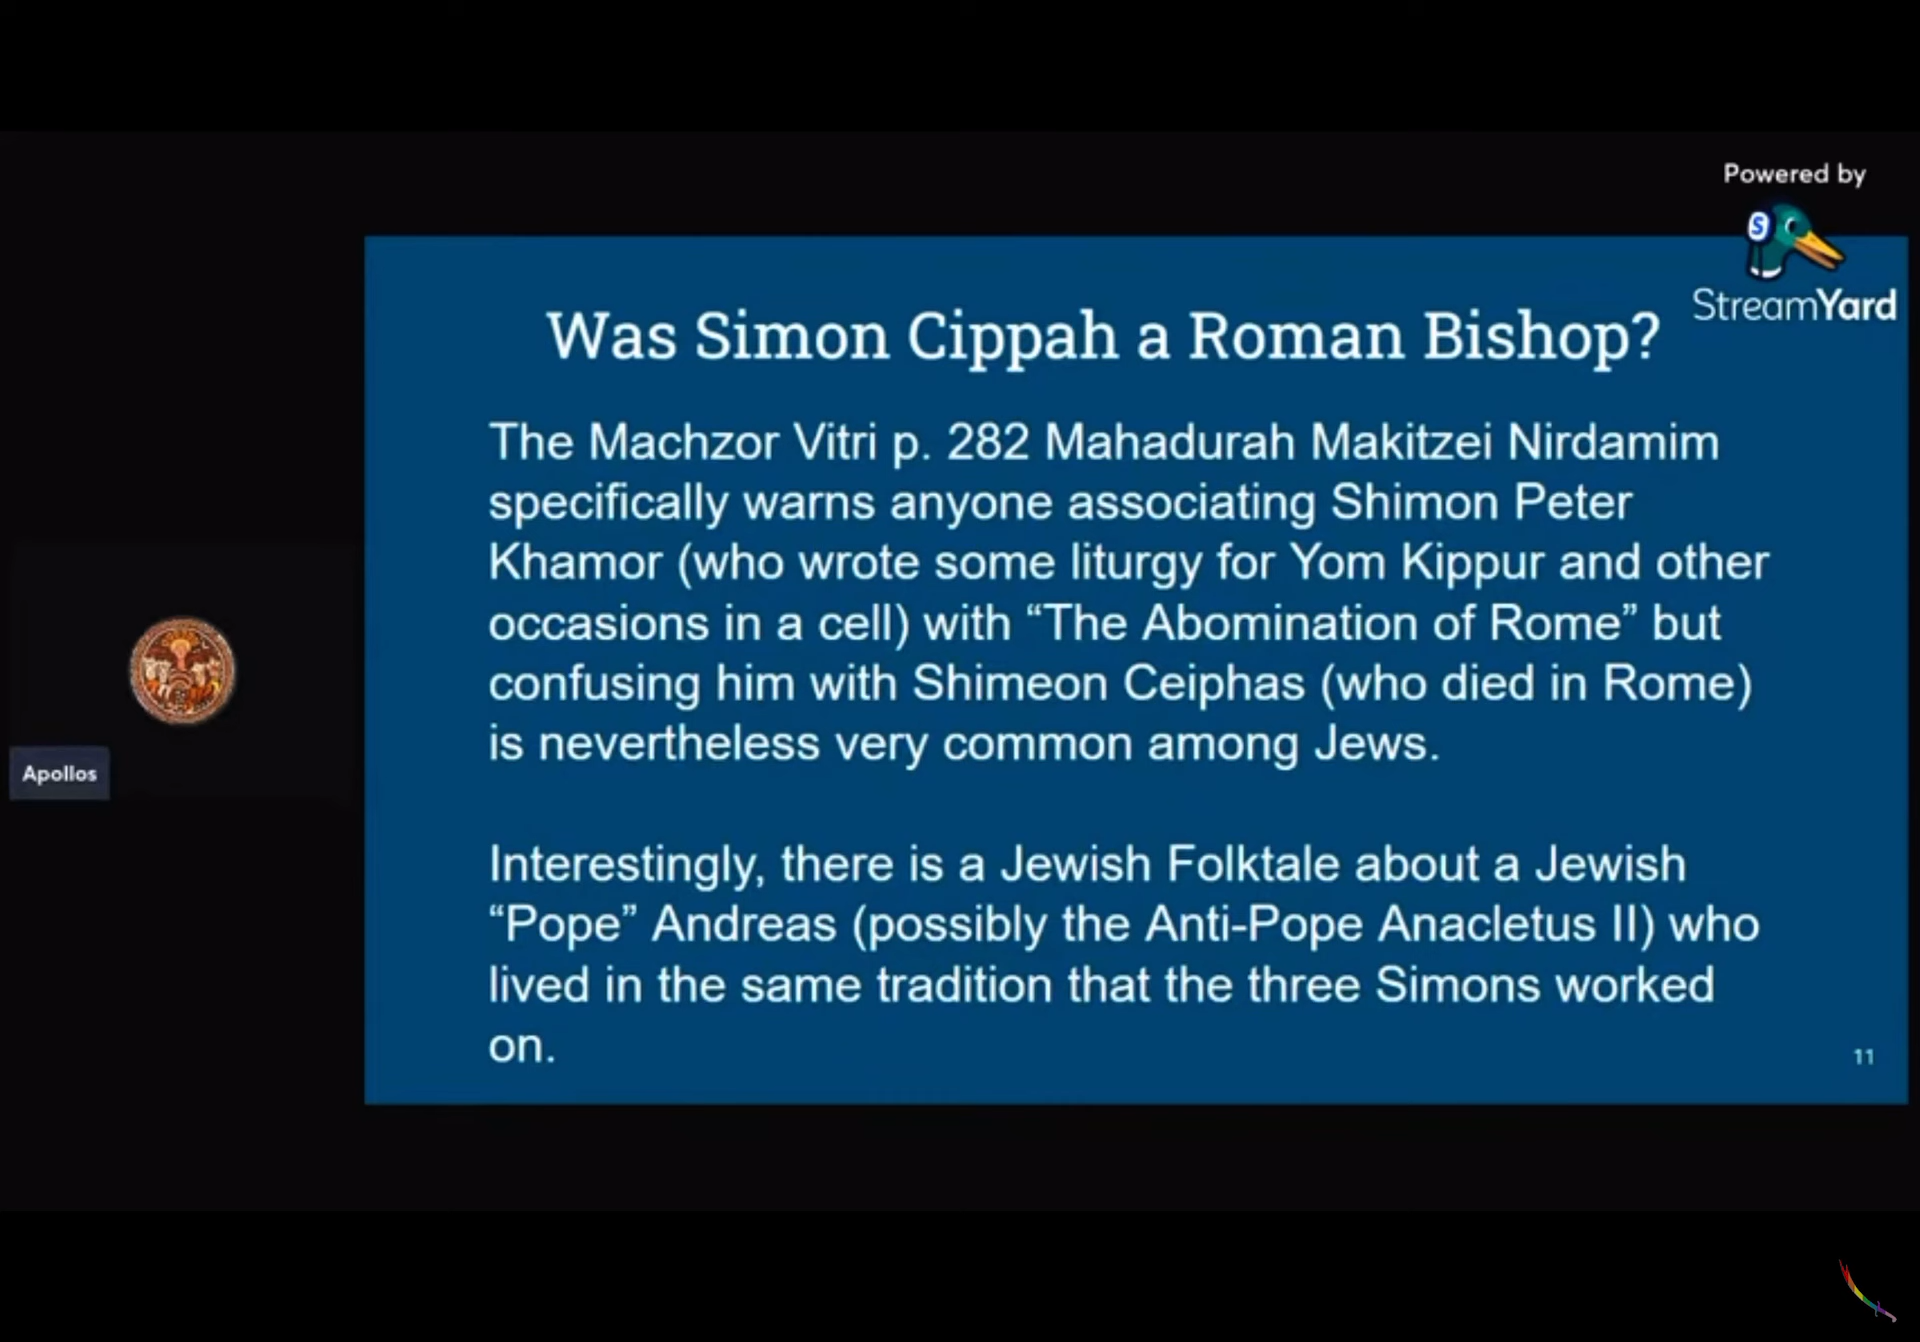 Powered by
S
StreamYard
Was Simon Cippah a Roman Bishop?
The Machzor Vitri p. 282 Mahadurah Makitzei Nirdamim
specifically warns anyone associating Shimon Peter
Khamor (who wrote some liturgy for Yom Kippur and other
occasions in a cell) with “The Abomination of Rome” but
confusing him with Shimeon Ceiphas (who died in Rome)
is nevertheless very common among Jews.
Interestingly, there is a Jewish Folktale about a Jewish
“Pope” Andreas (possibly the Anti-Pope Anacletus II) who
lived in the same tradition that the three Simons worked
on.
11
Apollos